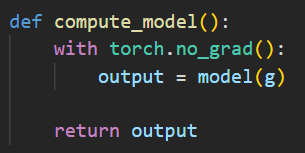 def compute_model():
    with torch.no_grad():
        output = model(g)
    return output